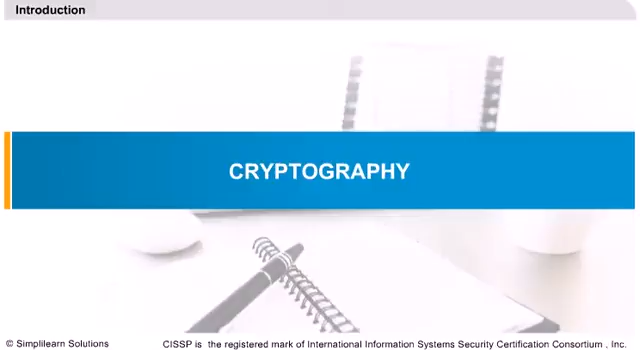 Introduction
CRYPTOGRAPHY
© Simplilearn Solutions
CISSP is the registered mark of International Information Systems Security Certification Consortium , Inc.